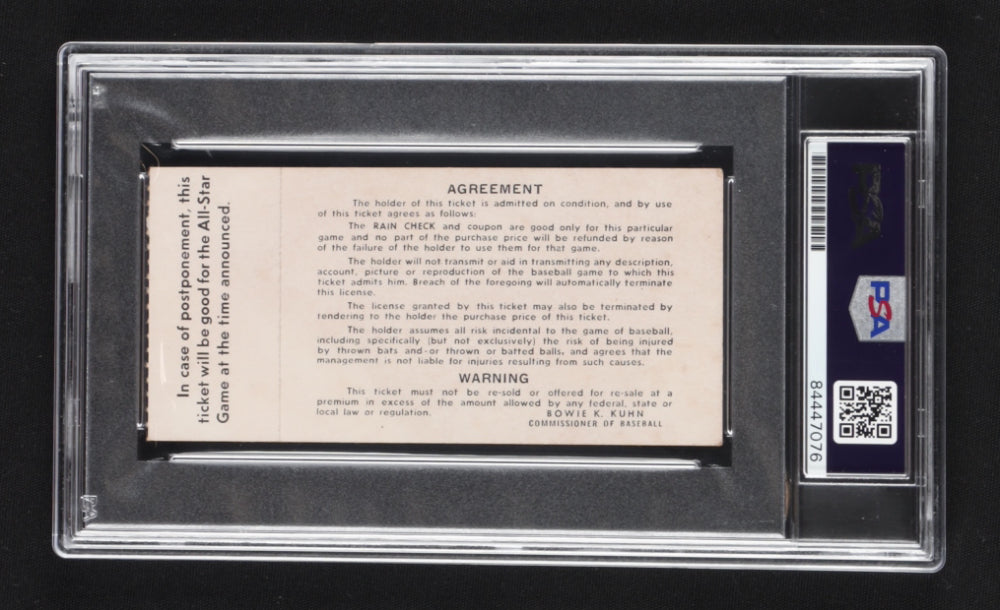 In case of postponement, this
ticket will be good for the All-Star
Game at the time announced.
AGREEMENT
The holder of this ticket is admitted on condition, and by use
of this ticket agrees as follows:
The RAIN CHECK and coupon are good only for this particular
game and no part of the purchase price will be refunded by reason
of the failure of the holder to use them for that game.
The holder will not transmit or aid in transmitting any description,
account, picture or reproduction of the baseball game to which this
ticket admits him. Breach of the foregoing will automatically terminate
this license.
The license granted by this ticket may also be terminated by
rendering to the holder the purchase price of this ticket.
The holder assumes all risk incidental to the game of baseball,
including specifically (but not exclusively) the risk of being injured
by thrown bats and-or thrown or batted balls, and agrees that the
management is not liable for injuries resulting from such causes.
WARNING
This ticket must not be re-sold or offered for re-sale at a
premium in excess of the amount allowed by any federal, state or
local law or regulation.
BOWIE K. KUHN
COMMISSIONER OF BASEBALL
PSA
84447076